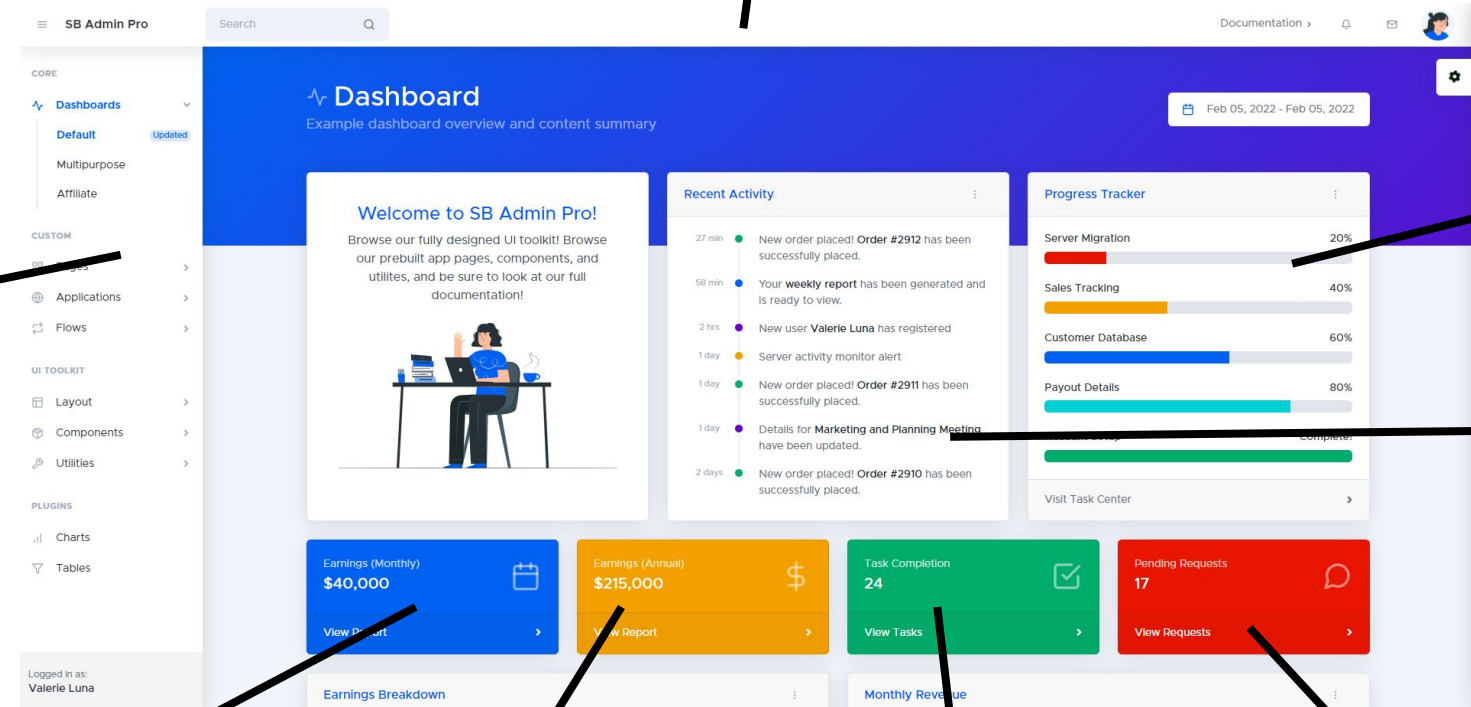 SB Admin Pro
Search
Documentation
CORE
Dashboards
Default
Updated
Multipurpose
Affiliate
CUSTOM
Pages
Applications
Flows
UI TOOLKIT
Layout
Components
Utilities
PLUGINS
Charts
Tables
Logged in as:
Valerie Luna
Dashboard
Example dashboard overview and content summary
Feb 05, 2022 - Feb 05, 2022
Welcome to SB Admin Pro!
Browse our fully designed UI toolkit! Browse
our prebuilt app pages, components, and
utilites, and be sure to look at our full
documentation!
Recent Activity
27 min
New order placed! Order #2912 has been
successfully placed.
58 min
Your weekly report has been generated and
is ready to view.
2 hrs
New user Valerie Luna has registered
1 day
Server activity monitor alert
1 day
New order placed! Order #2911 has been
successfully placed.
1 day
Details for Marketing and Planning Meeting
have been updated.
2 days
New order placed! Order #2910 has been
successfully placed.
Progress Tracker
Server Migration 20%
Sales Tracking 40%
Customer Database 60%
Payout Details 80%
Complete!
Visit Task Center
Earnings (Monthly)
$40,000
View Report
Earnings (Annual)
$215,000
View Report
Task Completion
24
View Tasks
Pending Requests
17
View Requests
Earnings Breakdown
Monthly Revenue